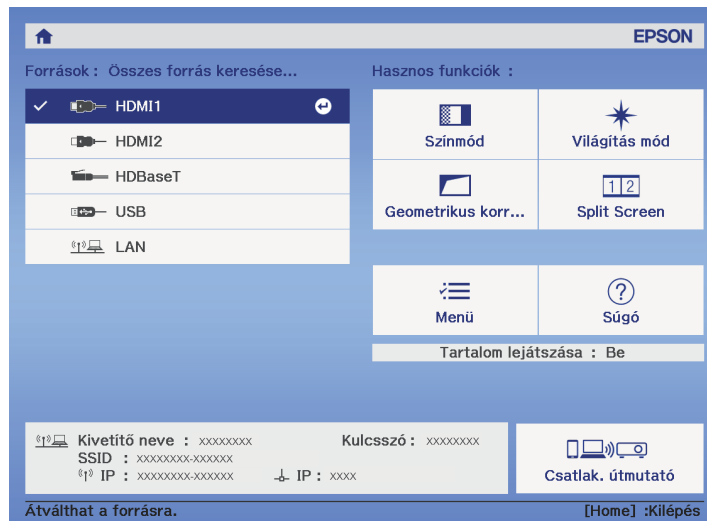 EPSON
Források : Összes forrás keresése...
HDMI1
HDMI2
HDBaseT
USB
LAN
Hasznos funkciók :
Színmód
Világítás mód
Geometrikus korr...
1 2
Split Screen
Menü
? Súgó
Tartalom lejátszása : Be
Kivetítő neve : xxxxxxxx Kulcsszó : xxxxxxxx
SSID : xxxxxxxx-xxxxxx
IP : xxxxxxxx-xxxxxx IP : xxxx
Csatlak. útmutató
Átválthat a forrásra. [Home] :Kilépés